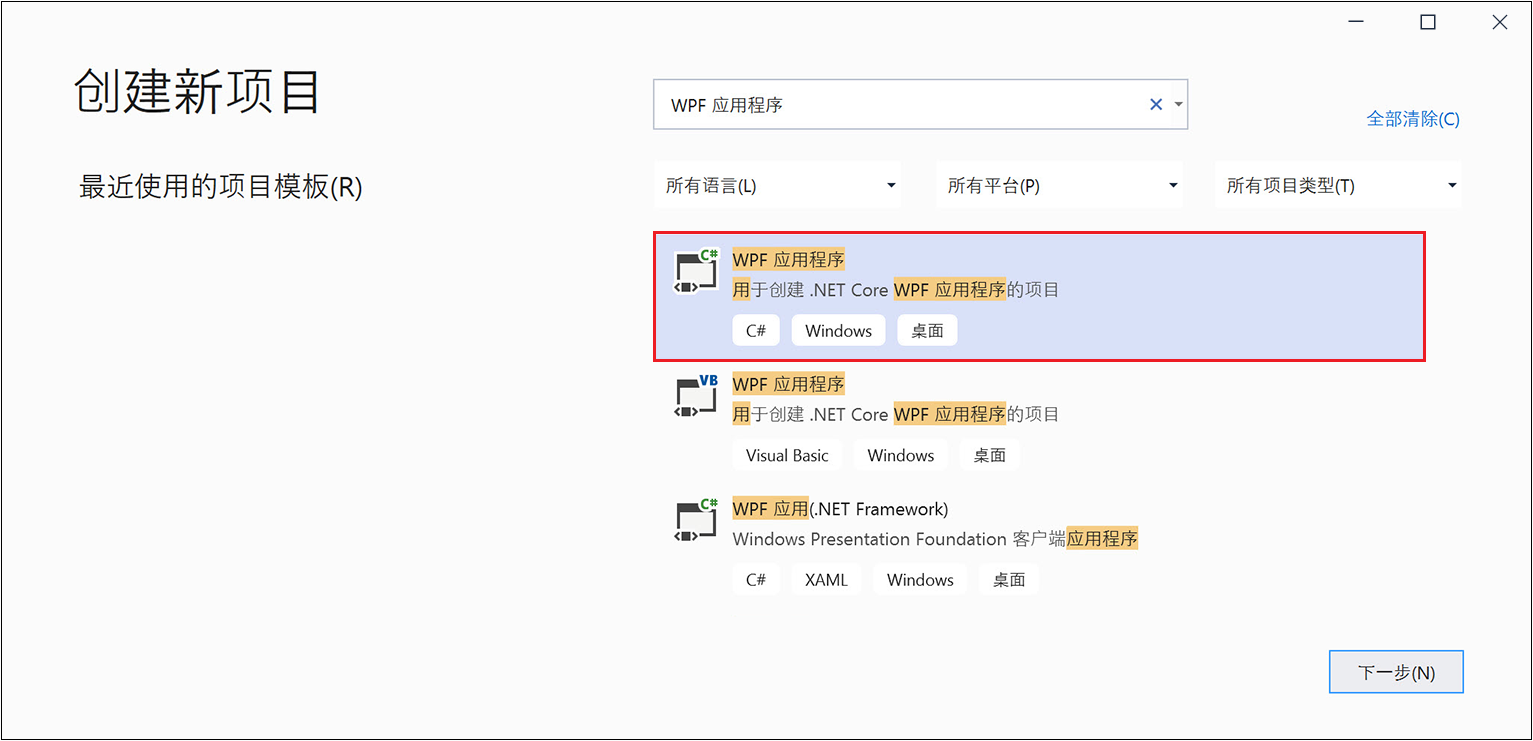 创建新项目
WPF 应用程序
全部清除(C)
最近使用的项目模板(R)
所有语言(L) 所有平台(P) 所有项目类型(T)
C#
WPF 应用程序
用于创建 .NET Core WPF 应用程序的项目
C# Windows 桌面
VB
WPF 应用程序
用于创建 .NET Core WPF 应用程序的项目
Visual Basic Windows 桌面
C#
WPF 应用(.NET Framework)
Windows Presentation Foundation 客户端应用程序
C# XAML Windows 桌面
下一步(N)